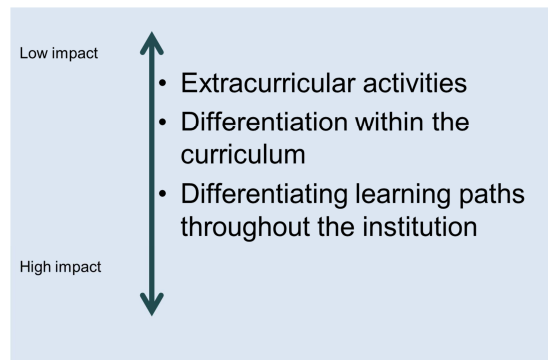 Low impact
• Extracurricular activities
• Differentiation within the
curriculum
• Differentiating learning paths
throughout the institution
High impact